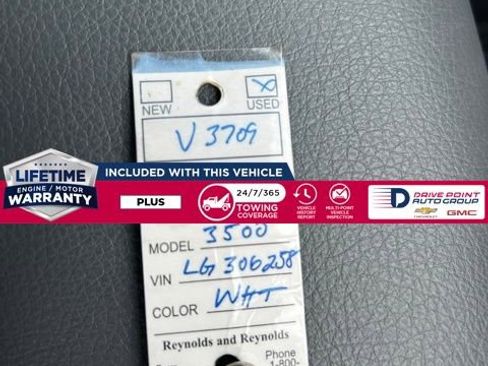 NEW
USED
V 3709
LIFETIME
ENGINE / MOTOR
WARRANTY
INCLUDED WITH THIS VEHICLE
PLUS
24/7/365
TOWING
COVERAGE
VEHICLE
HISTORY
REPORT
MULTI-POINT
VEHICLE
INSPECTION
DRIVE POINT
AUTO GROUP
CHEVROLET
GMC
MODEL 3500
VIN LG306258
COLOR WHT
Reynolds and Reynolds
Phone
1-800-